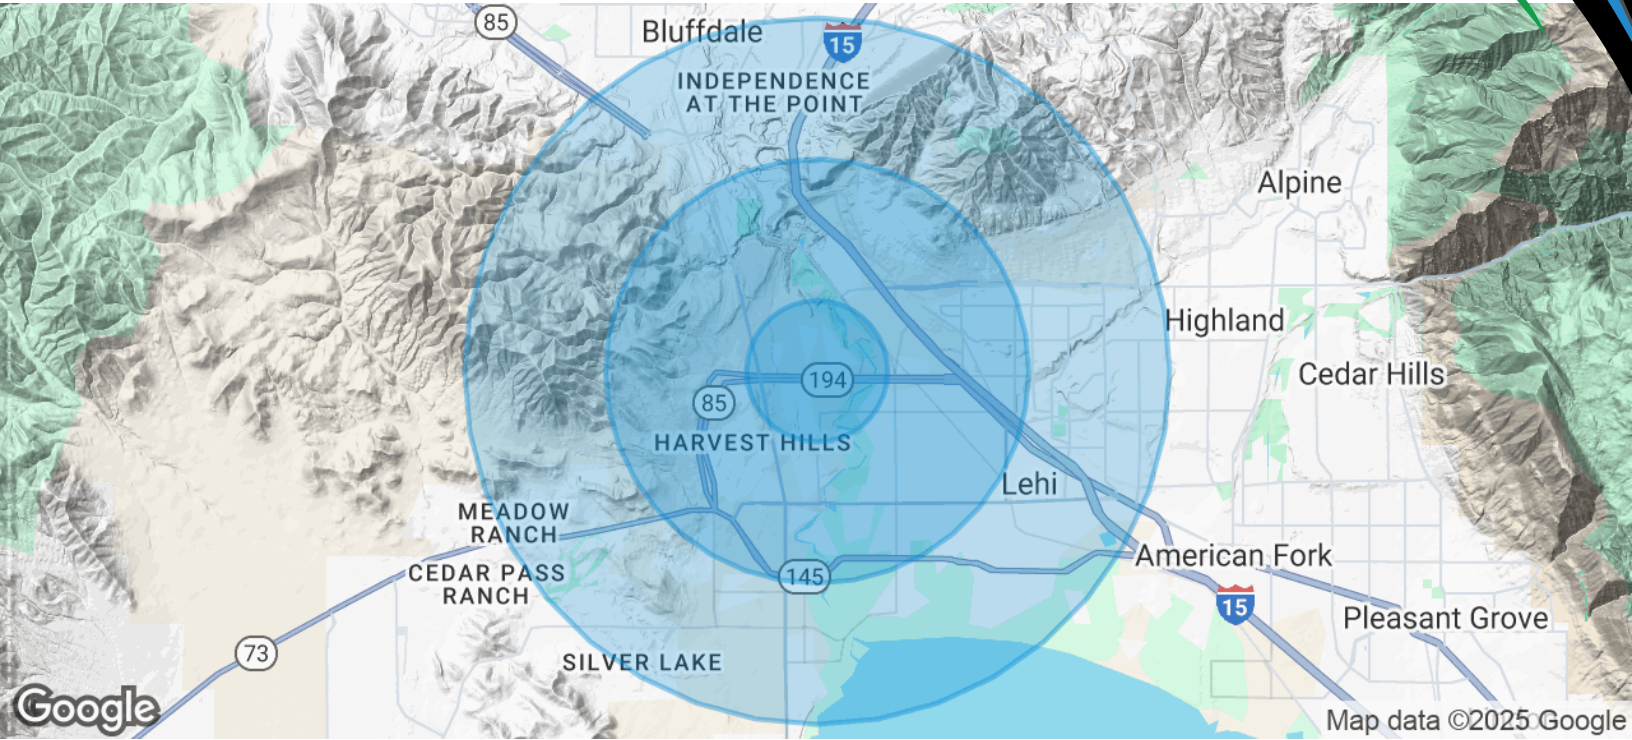 85
Bluffdale
15
INDEPENDENCE
AT THE POINT
Alpine
Highland
Cedar Hills
194
85
HARVEST HILLS
Lehi
MEADOW
RANCH
American Fork
CEDAR PASS
RANCH
145
15
Pleasant Grove
73
SILVER LAKE
Google
Map data ©2025 Google